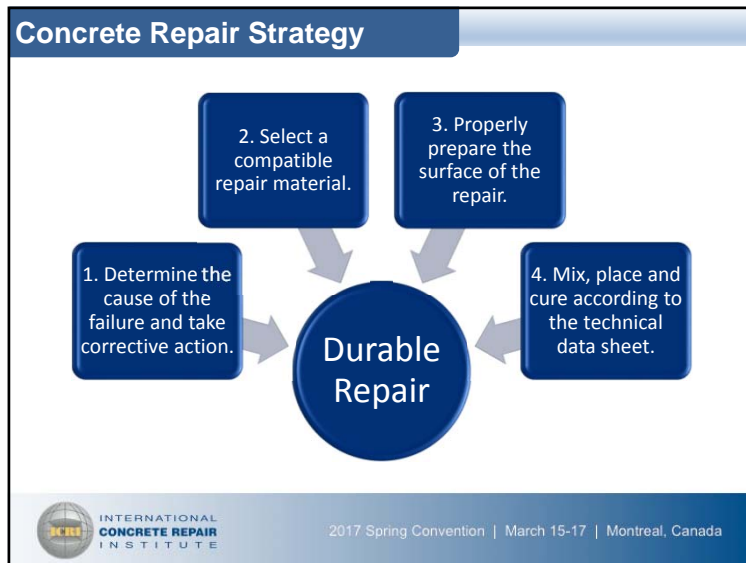 Concrete Repair Strategy
1. Determine the
cause of the
failure and take
corrective action.
2. Select a
compatible
repair material.
3. Properly
prepare the
surface of the
repair.
4. Mix, place and
cure according to
the technical
data sheet.
Durable
Repair
ICRI
INTERNATIONAL
CONCRETE REPAIR
INSTITUTE
2017 Spring Convention | March 15-17 | Montreal, Canada